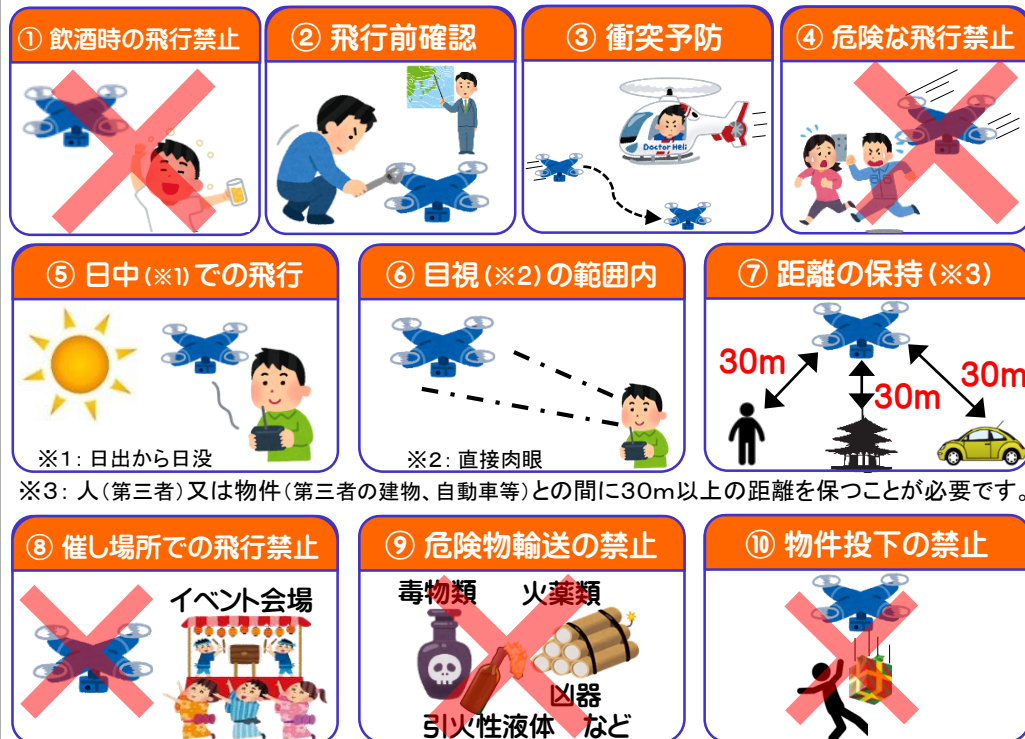 ① 飲酒時の飛行禁止
② 飛行前確認
③ 衝突予防
④ 危険な飛行禁止
Doctor Heli
⑤ 日中(※1)での飛行
⑥ 目視(※2)の範囲内
⑦ 距離の保持(※3)
30m
30m
30m
※1: 日出から日没
※2: 直接肉眼
※3: 人(第三者)又は物件(第三者の建物、自動車等)との間に30m以上の距離を保つことが必要です。
⑧ 催し場所での飛行禁止
⑨ 危険物輸送の禁止
⑩ 物件投下の禁止
イベント会場
毒物類 火薬類
凶器
引火性液体 など